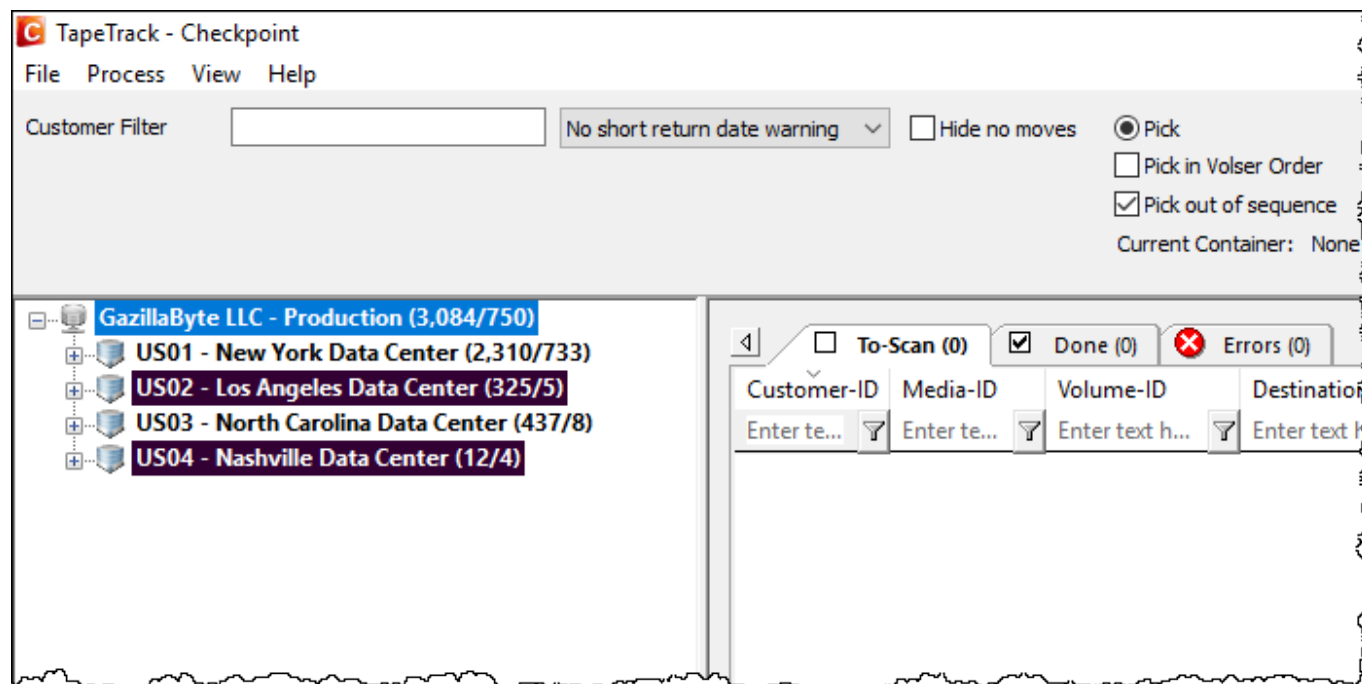 C TapeTrack - Checkpoint
File Process View Help
Customer Filter No short return date warning Hide no moves Pick
Pick in Volser Order
Pick out of sequence
Current Container: None
GazillaByte LLC - Production (3,084/750)
US01 - New York Data Center (2,310/733)
US02 - Los Angeles Data Center (325/5)
US03 - North Carolina Data Center (437/8)
US04 - Nashville Data Center (12/4)
To-Scan (0) Done (0) Errors (0)
Customer-ID Media-ID Volume-ID Destination
Enter te... Enter te... Enter text h... Enter text